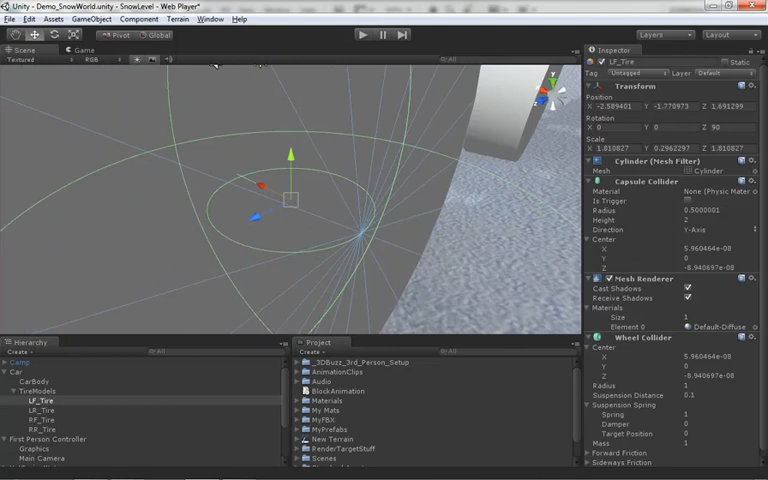 Unity - Demo_SnowWorld.unity - SnowLevel - Web Player*
File Edit Assets GameObject Component Terrain Window Help
Pivot Global Layers Layout
Scene Game
Textured RGB All
y
z
Hierarchy
Create All
Camp
Car
CarBody
TireModels
LF_Tire
LR_Tire
RF_Tire
RR_Tire
First Person Controller
Graphics
Main Camera
Project
Create All
_3DBuzz_3rd_Person_Setup
AnimationClips
Audio
BlockAnimation
Materials
My Mats
MyFBX
MyPrefabs
New Terrain
RenderTargetStuff
Scenes
Inspector
LF_Tire Static
Tag Untagged Layer Default
Transform
Position
X -2.589401 Y -1.770973 Z 1.691299
Rotation
X 0 Y 0 Z 90
Scale
X 1.810827 Y 0.2962297 Z 1.810827
Cylinder (Mesh Filter)
Mesh Cylinder
Capsule Collider
Material None (Physic Mater
Is Trigger
Radius 0.5000001
Height 2
Direction Y-Axis
Center
X 5.960464e-08
Y 0
Z -8.940697e-08
Mesh Renderer
Cast Shadows
Receive Shadows
Materials
Size 1
Element 0 Default-Diffuse
Wheel Collider
Center
X 5.960464e-08
Y 0
Z -8.940697e-08
Radius 1
Suspension Distance 0.1
Suspension Spring
Spring 1
Damper 0
Target Position 0
Mass 1
Forward Friction
Sideways Friction